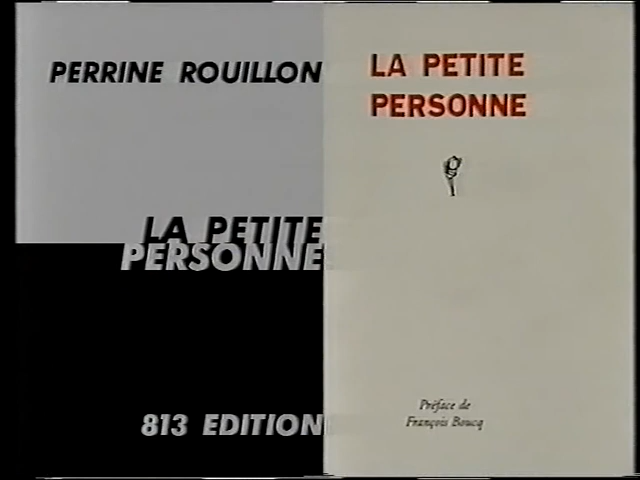 PERRINE ROUILLON
LA PETITE
PERSONNE
813 EDITION
LA PETITE
PERSONNE
Préface de
François Boucq